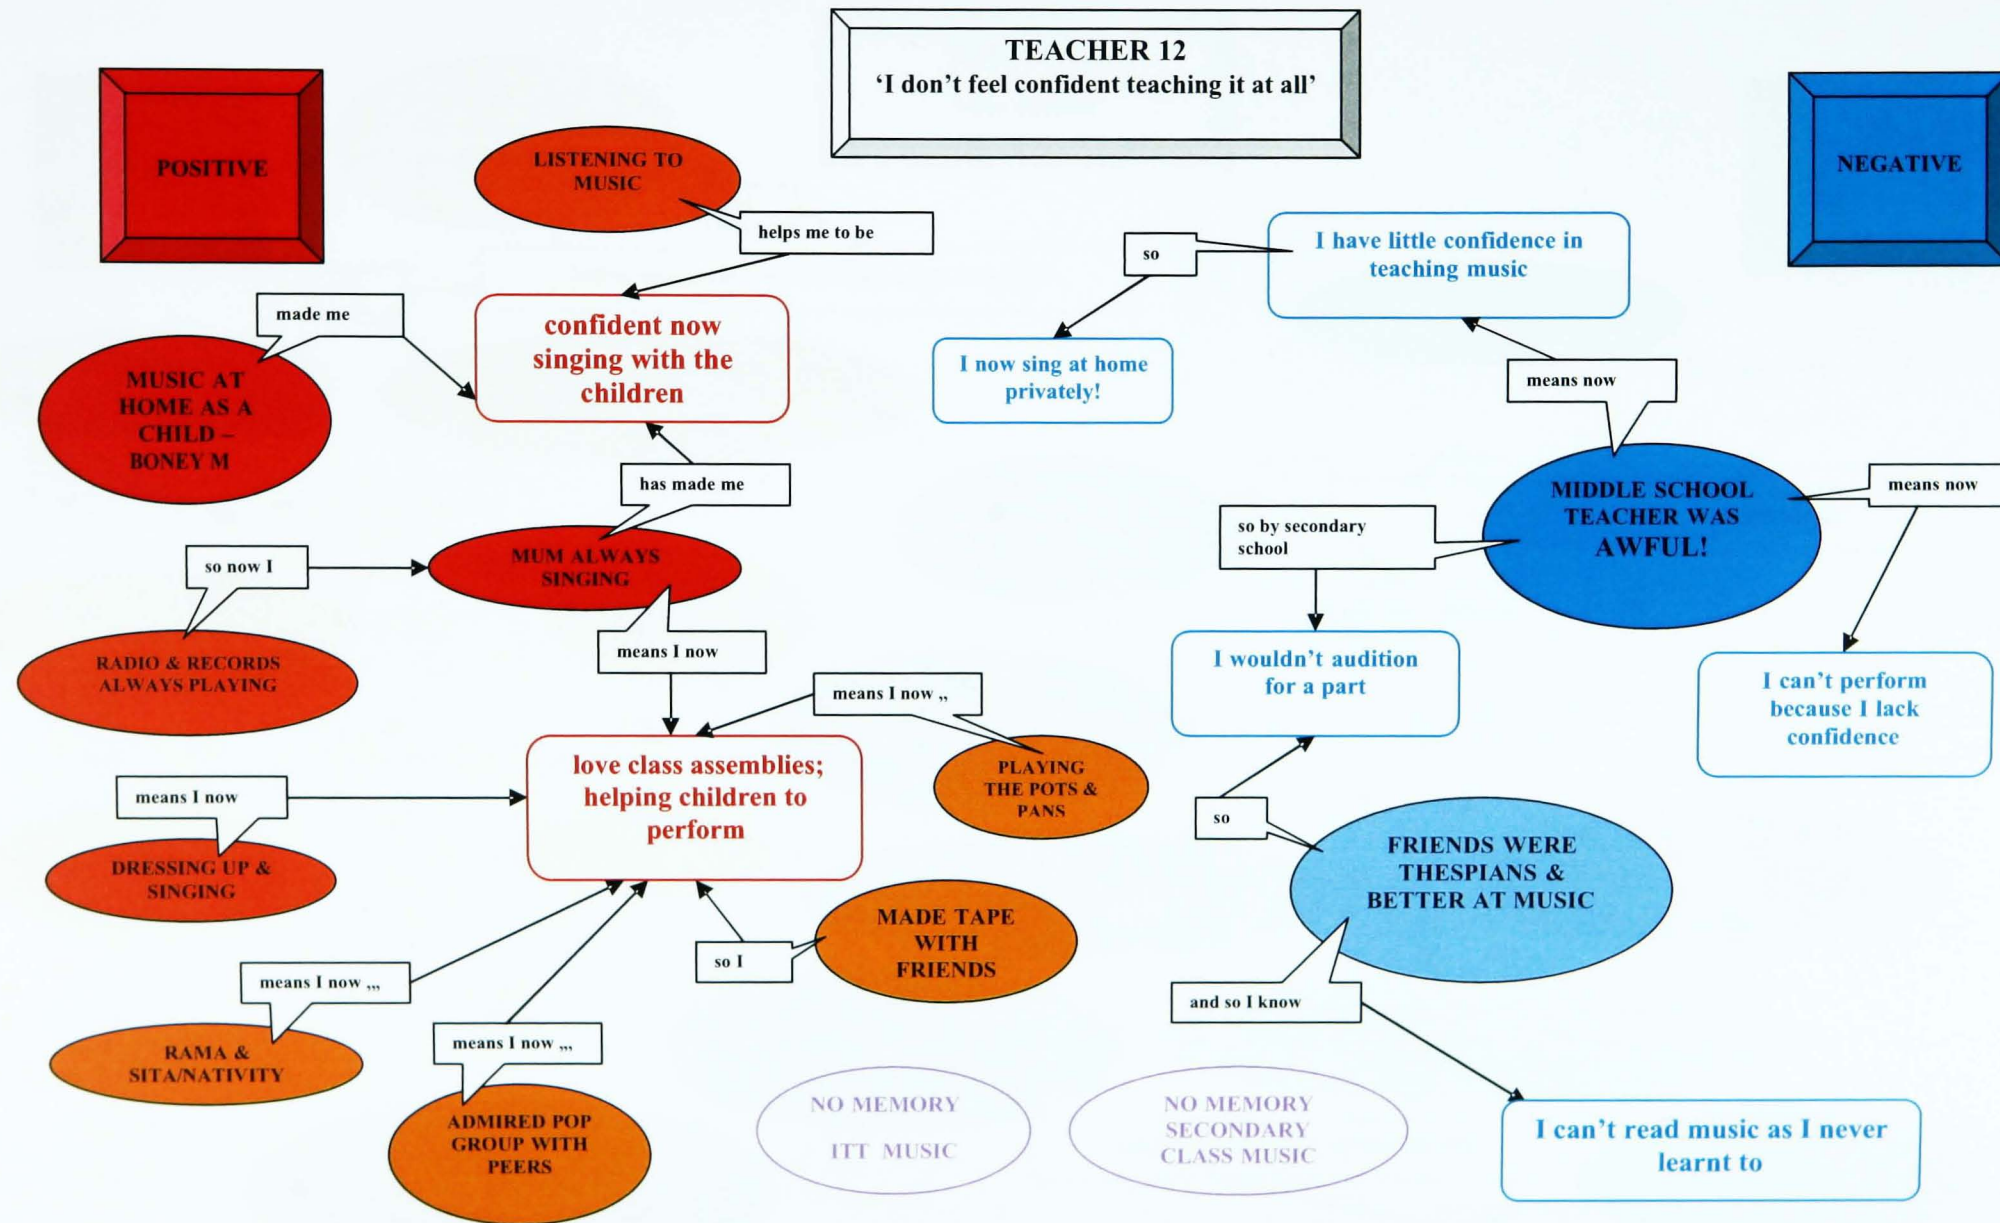 TEACHER 12
‘I don’t feel confident teaching it at all’
POSITIVE
NEGATIVE
LISTENING TO
MUSIC
helps me to be
made me
confident now
singing with the
children
MUSIC AT
HOME AS A
CHILD –
BONEY M
has made me
so now I
MUM ALWAYS
SINGING
RADIO & RECORDS
ALWAYS PLAYING
means I now
means I now ,,
love class assemblies;
helping children to
perform
PLAYING
THE POTS &
PANS
means I now
DRESSING UP &
SINGING
MADE TAPE
WITH
FRIENDS
so I
means I now ,,,
RAMA &
SITA/NATIVITY
means I now ,,,
ADMIRED POP
GROUP WITH
PEERS
NO MEMORY
ITT MUSIC
NO MEMORY
SECONDARY
CLASS MUSIC
so
I have little confidence in
teaching music
I now sing at home
privately!
means now
MIDDLE SCHOOL
TEACHER WAS
AWFUL!
means now
so by secondary
school
I wouldn’t audition
for a part
I can’t perform
because I lack
confidence
so
FRIENDS WERE
THESPIANS &
BETTER AT MUSIC
and so I know
I can’t read music as I never
learnt to